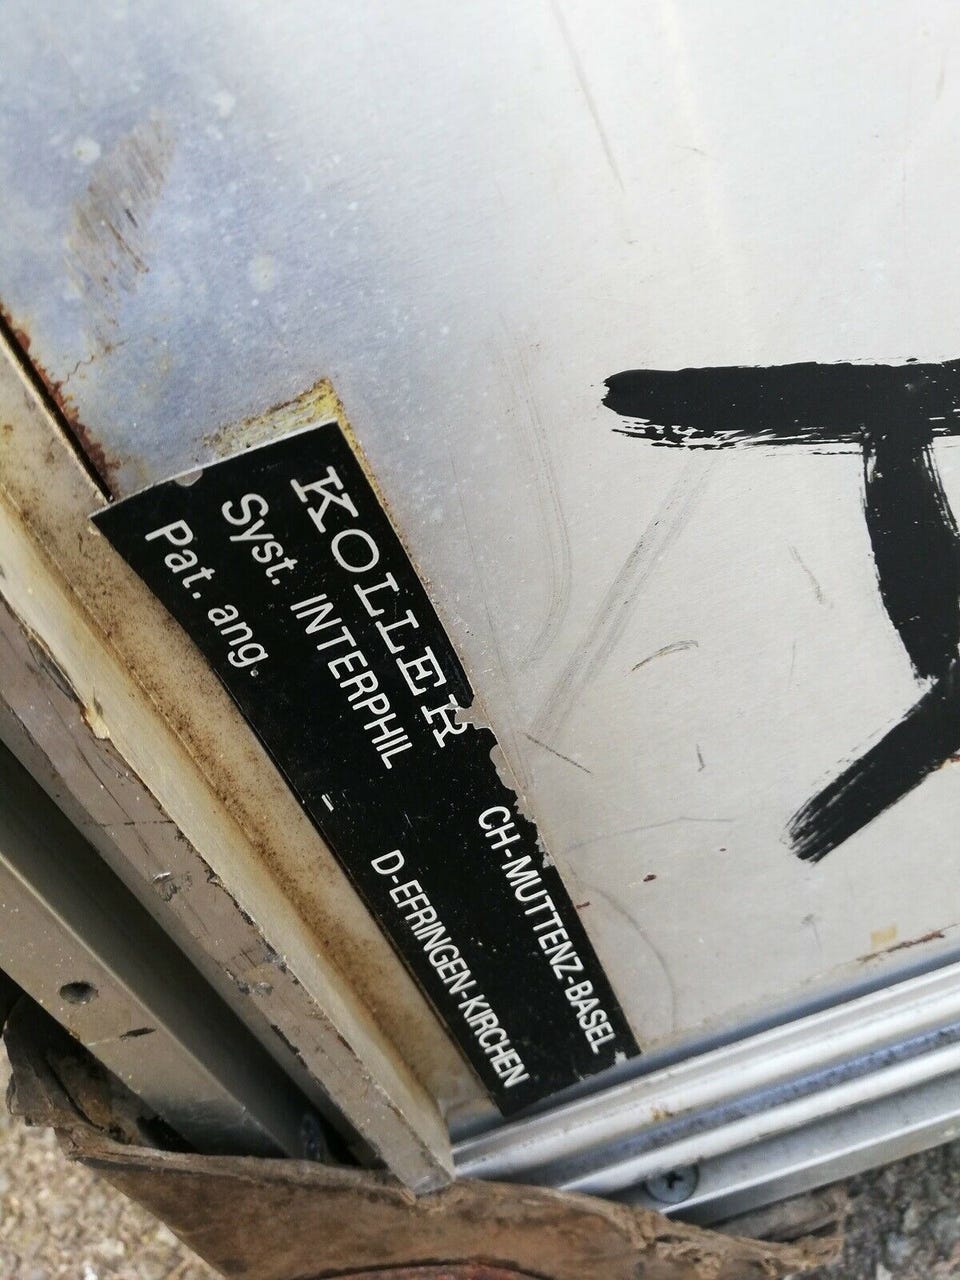 KOLLER CH-MUTTENZ-BASEL
Syst. INTERPHIL
Pat. ang. - D-EFRINGEN-KIRCHEN